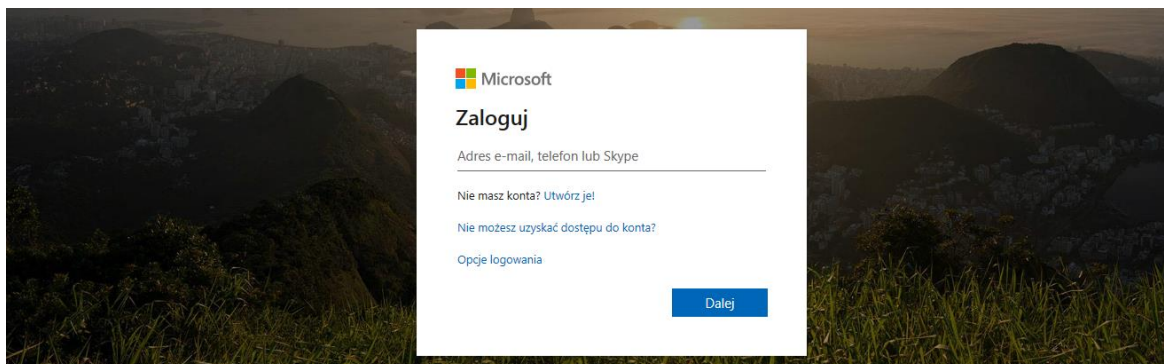 Microsoft
Zaloguj
Adres e-mail, telefon lub Skype
Nie masz konta? Utwórz je!
Nie możesz uzyskać dostępu do konta?
Opcje logowania
Dalej